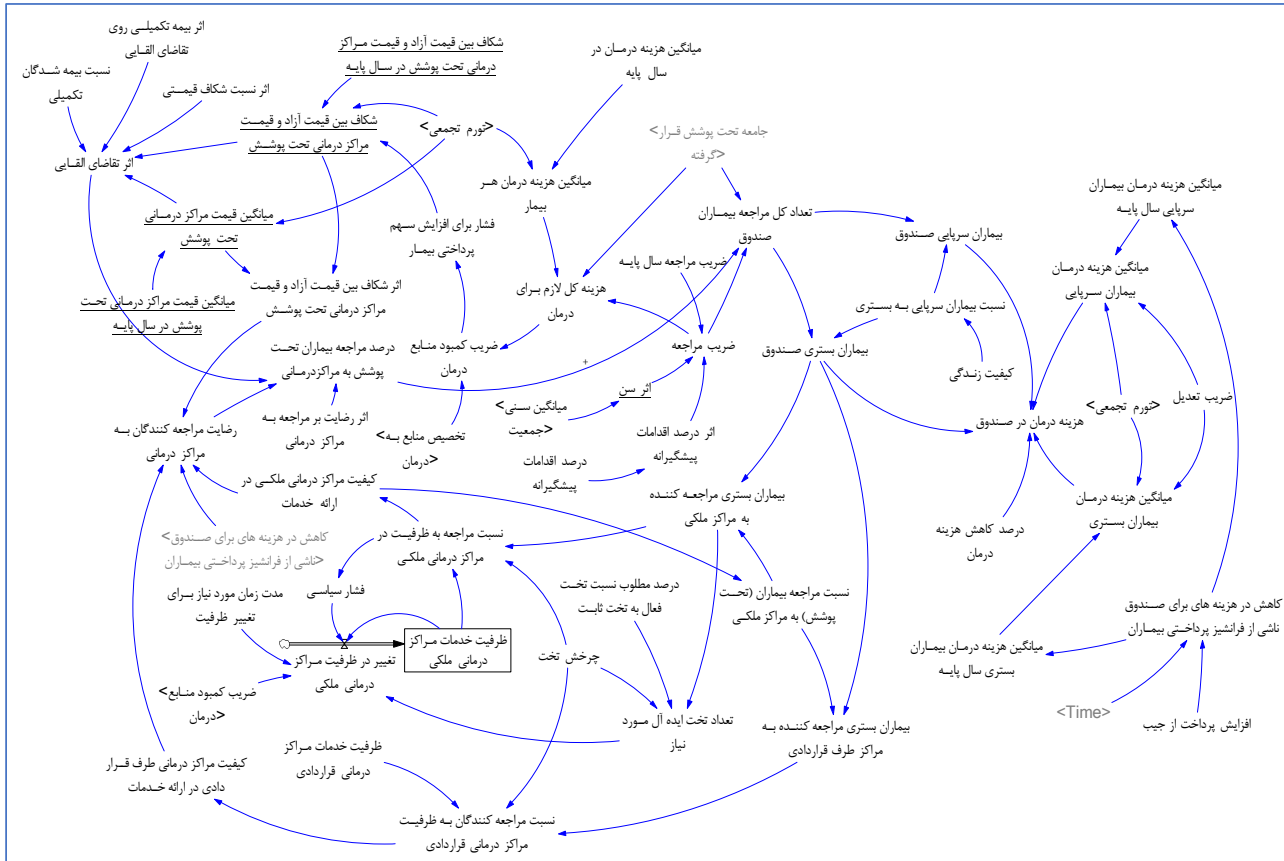 اثر بیمه تکمیلی روی
تقاضای القایی
نسبت بیمه شدگان
تکمیلی
اثر نسبت شکاف قیمتی
شکاف بین قیمت آزاد و قیمت مراکز
درمانی تحت پوشش در سال پایه
میانگین هزینه درمان در
سال پایه
شکاف بین قیمت آزاد و قیمت
مراکز درمانی تحت پوشش
<تورم تجمعی>
<جامعه تحت پوشش قرار
گرفته>
اثر تقاضای القایی
میانگین هزینه درمان هر
بیمار
میانگین هزینه درمان بیماران
سرپایی سال پایه
میانگین قیمت مراکز درمانی
تحت پوشش
فشار برای افزایش سهم
پرداختی بیمار
تعداد کل مراجعه بیماران
صندوق
بیماران سرپایی صندوق
ضریب مراجعه سال پایه
میانگین هزینه درمان
بیماران سرپایی
میانگین قیمت مراکز درمانی تحت
پوشش در سال پایه
اثر شکاف بین قیمت آزاد و قیمت
مراکز درمانی تحت پوشش
هزینه کل لازم برای
درمان
نسبت بیماران سرپایی به بستری
درصد مراجعه بیماران تحت
پوشش به مراکزدرمانی
ضریب کمبود منابع
درمان
+
ضریب مراجعه
بیماران بستری صندوق
کیفیت زندگی
اثر سن
<میانگین سنی
جمعیت>
<تورم تجمعی>
ضریب تعدیل
رضایت مراجعه کنندگان به
مراکز درمانی
اثر رضایت بر مراجعه به
مراکز درمانی
<تخصیص منابع به
درمان>
اثر درصد اقدامات
پیشگیرانه
درصد اقدامات
پیشگیرانه
هزینه درمان در صندوق
کیفیت مراکز درمانی ملکی در
ارائه خدمات
بیماران بستری مراجعه کننده
به مراکز ملکی
میانگین هزینه درمان
بیماران بستری
درصد کاهش هزینه
درمان
<کاهش در هزینه های برای صندوق
ناشی از فرانشیز پرداختی بیماران>
نسبت مراجعه به ظرفیت در
مراکز درمانی ملکی
فشار سیاسی
مدت زمان مورد نیاز برای
تغییر ظرفیت
درصد مطلوب نسبت تخت
فعال به تخت ثابت
نسبت مراجعه بیماران (تحت
پوشش) به مراکز ملکی
کاهش در هزینه های برای صندوق
ناشی از فرانشیز پرداختی بیماران
ظرفیت خدمات مراکز
درمانی ملکی
تغییر در ظرفیت مراکز
درمانی ملکی
چرخش تخت
میانگین هزینه درمان بیماران
بستری سال پایه
<ضریب کمبود منابع
درمان>
<Time>
افزایش پرداخت از جیب
تعداد تخت ایده آل مورد
نیاز
بیماران بستری مراجعه کننده به
مراکز طرف قراردادی
ظرفیت خدمات مراکز
درمانی قراردادی
کیفیت مراکز درمانی طرف قرار
دادی در ارائه خدمات
نسبت مراجعه کنندگان به ظرفیت
مراکز درمانی قراردادی